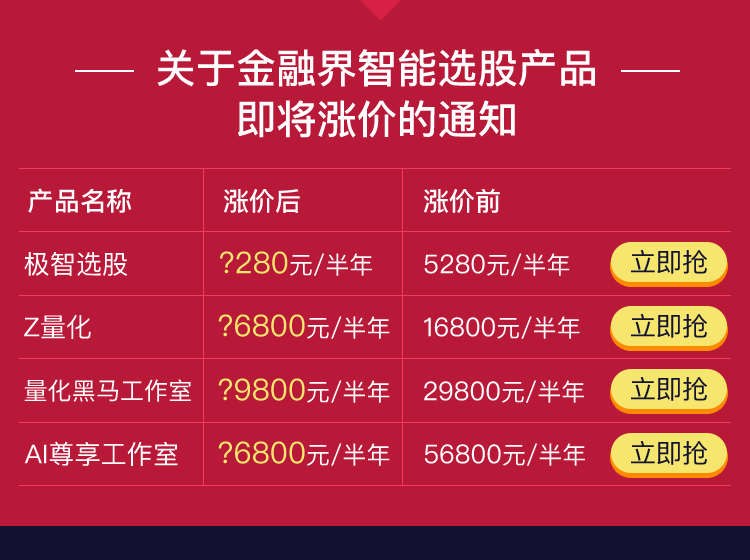 关于金融界智能选股产品
即将涨价的通知
产品名称 涨价后 涨价前
极智选股 ?280元/半年 5280元/半年 立即抢
Z量化 ?6800元/半年 16800元/半年 立即抢
量化黑马工作室 ?9800元/半年 29800元/半年 立即抢
AI尊享工作室 ?6800元/半年 56800元/半年 立即抢